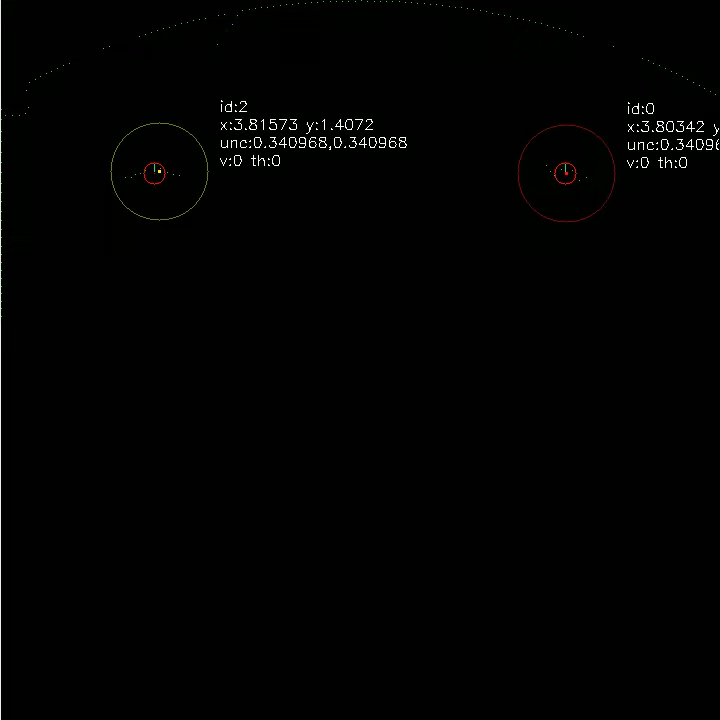 id:2
x:3.81573 y:1.4072
unc:0.340968,0.340968
v:0 th:0
id:0
x:3.80342 y
unc:0.3409
v:0 th:0